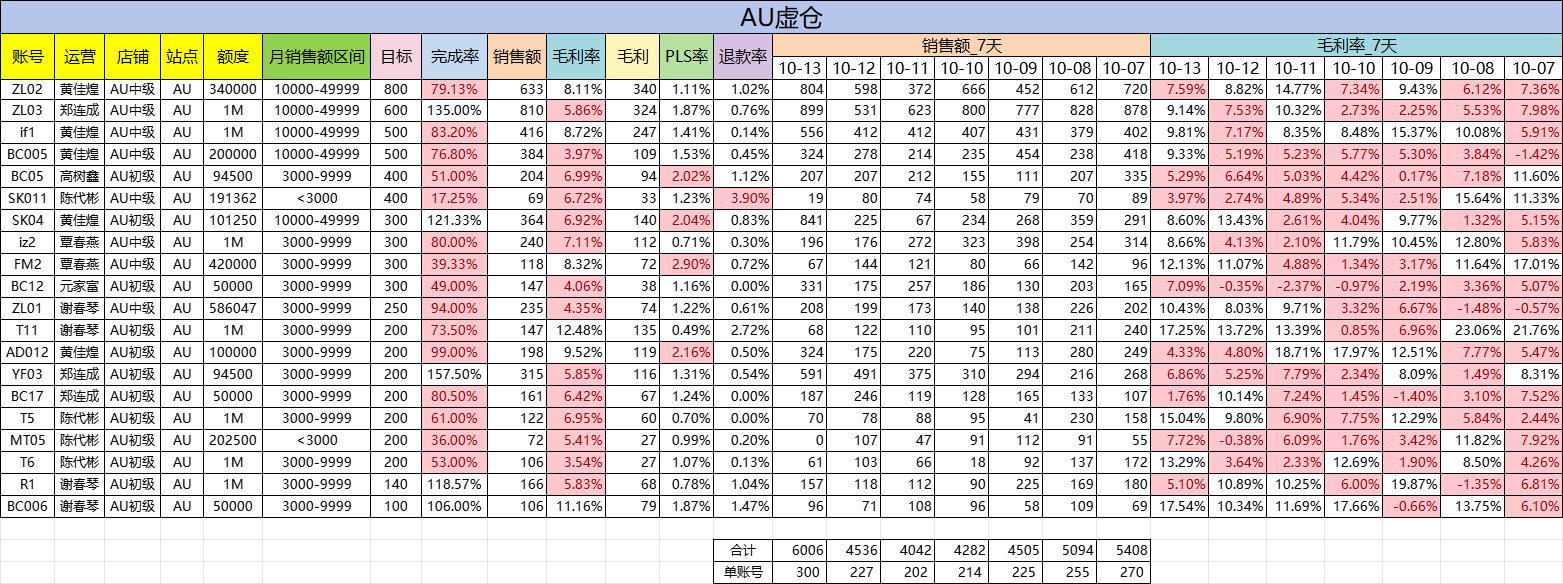 AU虚仓
账号 运营 店铺 站点 额度 月销售额区间 目标 完成率 销售额 毛利率 毛利 PLS率 退款率 销售额_7天 毛利率_7天
10-13 10-12 10-11 10-10 10-09 10-08 10-07 10-13 10-12 10-11 10-10 10-09 10-08 10-07
ZL02 黄佳煌 AU中级 AU 340000 10000-49999 800 79.13% 633 8.11% 340 1.11% 1.02% 804 598 372 666 452 612 720 7.59% 8.82% 14.77% 7.34% 9.43% 6.12% 7.36%
ZL03 郑连成 AU中级 AU 1M 10000-49999 600 135.00% 810 5.86% 324 1.87% 0.76% 899 531 623 800 777 828 878 9.14% 7.53% 10.32% 2.73% 2.25% 5.53% 7.98%
if1 黄佳煌 AU中级 AU 1M 10000-49999 500 83.20% 416 8.72% 247 1.41% 0.14% 556 412 412 407 431 379 402 9.81% 7.17% 8.35% 8.48% 15.37% 10.08% 5.91%
BC005 黄佳煌 AU中级 AU 200000 10000-49999 500 76.80% 384 3.97% 109 1.53% 0.45% 324 278 214 235 454 238 418 9.33% 5.19% 5.23% 5.77% 5.30% 3.84% -1.42%
BC05 高树鑫 AU初级 AU 94500 3000-9999 400 51.00% 204 6.99% 94 2.02% 1.12% 207 207 212 155 111 207 335 5.29% 6.64% 5.03% 4.42% 0.17% 7.18% 11.60%
SK011 陈代彬 AU中级 AU 191362 <3000 400 17.25% 69 6.72% 33 1.23% 3.90% 19 80 74 58 79 70 89 3.97% 2.74% 4.89% 5.34% 2.51% 15.64% 11.33%
SK04 黄佳煌 AU初级 AU 101250 10000-49999 300 121.33% 364 6.92% 140 2.04% 0.83% 841 225 67 234 268 359 291 8.60% 13.43% 2.61% 4.04% 9.77% 1.32% 5.15%
iz2 覃春燕 AU中级 AU 1M 3000-9999 300 80.00% 240 7.11% 112 0.71% 0.30% 196 176 272 323 398 254 314 8.66% 4.13% 2.10% 11.79% 10.45% 12.80% 5.83%
FM2 覃春燕 AU中级 AU 420000 3000-9999 300 39.33% 118 8.32% 72 2.90% 0.72% 67 144 121 80 66 142 96 12.13% 11.07% 4.88% 1.34% 3.17% 11.64% 17.01%
BC12 元家富 AU初级 AU 50000 3000-9999 300 49.00% 147 4.06% 38 1.16% 0.00% 331 175 257 186 130 203 165 7.09% -0.35% -2.37% -0.97% 2.19% 3.36% 5.07%
ZL01 谢春琴 AU中级 AU 586047 3000-9999 250 94.00% 235 4.35% 74 1.22% 0.61% 208 199 173 140 138 226 202 10.43% 8.03% 9.71% 3.32% 6.67% -1.48% -0.57%
T11 谢春琴 AU初级 AU 1M 3000-9999 200 73.50% 147 12.48% 135 0.49% 2.72% 68 122 110 95 101 211 240 17.25% 13.72% 13.39% 0.85% 6.96% 23.06% 21.76%
AD012 黄佳煌 AU初级 AU 100000 3000-9999 200 99.00% 198 9.52% 119 2.16% 0.50% 324 175 220 75 113 280 249 4.33% 4.80% 18.71% 17.97% 12.51% 7.77% 5.47%
YF03 郑连成 AU初级 AU 94500 3000-9999 200 157.50% 315 5.85% 116 1.31% 0.54% 591 491 375 310 294 216 268 6.86% 5.25% 7.79% 2.34% 8.09% 1.49% 8.31%
BC17 郑连成 AU初级 AU 50000 3000-9999 200 80.50% 161 6.42% 67 1.24% 0.00% 187 246 119 128 165 133 107 1.76% 10.14% 7.24% 1.45% -1.40% 3.10% 7.52%
T5 陈代彬 AU初级 AU 1M 3000-9999 200 61.00% 122 6.95% 60 0.70% 0.00% 70 78 88 95 41 230 158 15.04% 9.80% 6.90% 7.75% 12.29% 5.84% 2.44%
MT05 陈代彬 AU初级 AU 202500 <3000 200 36.00% 72 5.41% 27 0.99% 0.20% 0 107 47 91 112 91 55 7.72% -0.38% 6.09% 1.76% 3.42% 11.82% 7.92%
T6 陈代彬 AU初级 AU 1M 3000-9999 200 53.00% 106 3.54% 27 1.07% 0.13% 61 103 66 18 92 137 172 13.29% 3.64% 2.33% 12.69% 1.90% 8.50% 4.26%
R1 谢春琴 AU初级 AU 1M 3000-9999 140 118.57% 166 5.83% 68 0.78% 1.04% 157 118 112 90 225 169 180 5.10% 10.89% 10.25% 6.00% 19.87% -1.35% 6.81%
BC006 谢春琴 AU初级 AU 50000 3000-9999 100 106.00% 106 11.16% 79 1.87% 1.47% 96 71 108 96 58 109 69 17.54% 10.34% 11.69% 17.66% -0.66% 13.75% 6.10%
合计 6006 4536 4042 4282 4505 5094 5408
单账号 300 227 202 214 225 255 270